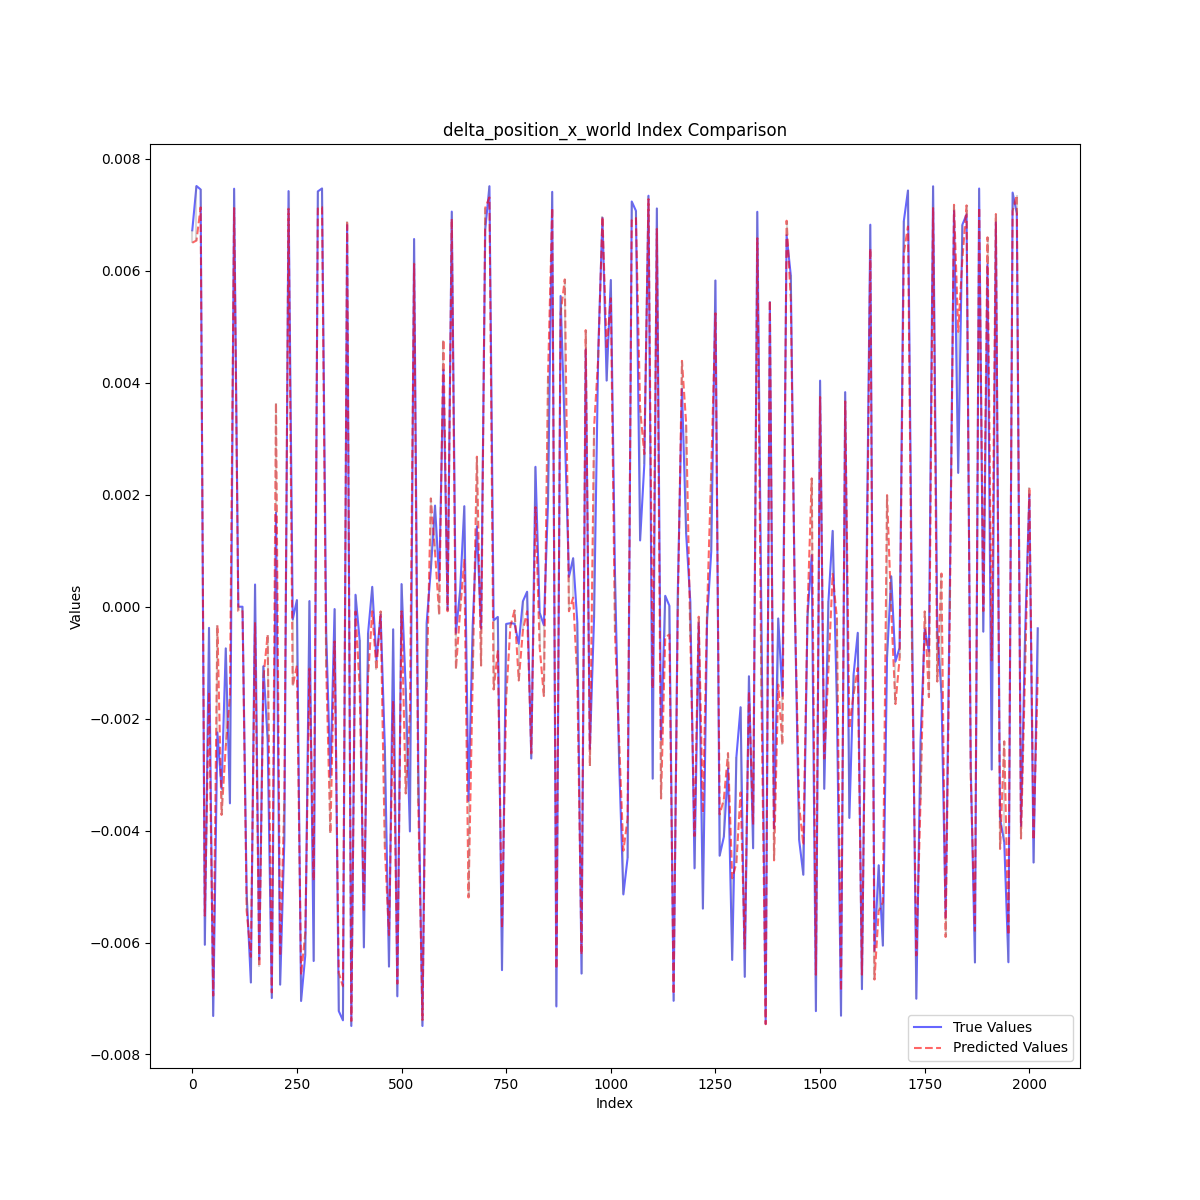 delta_position_x_world Index Comparison
0.008
0.006
0.004
0.002
0.000
−0.002
−0.004
−0.006
−0.008
Values
0 250 500 750 1000 1250 1500 1750 2000
Index
True Values
Predicted Values